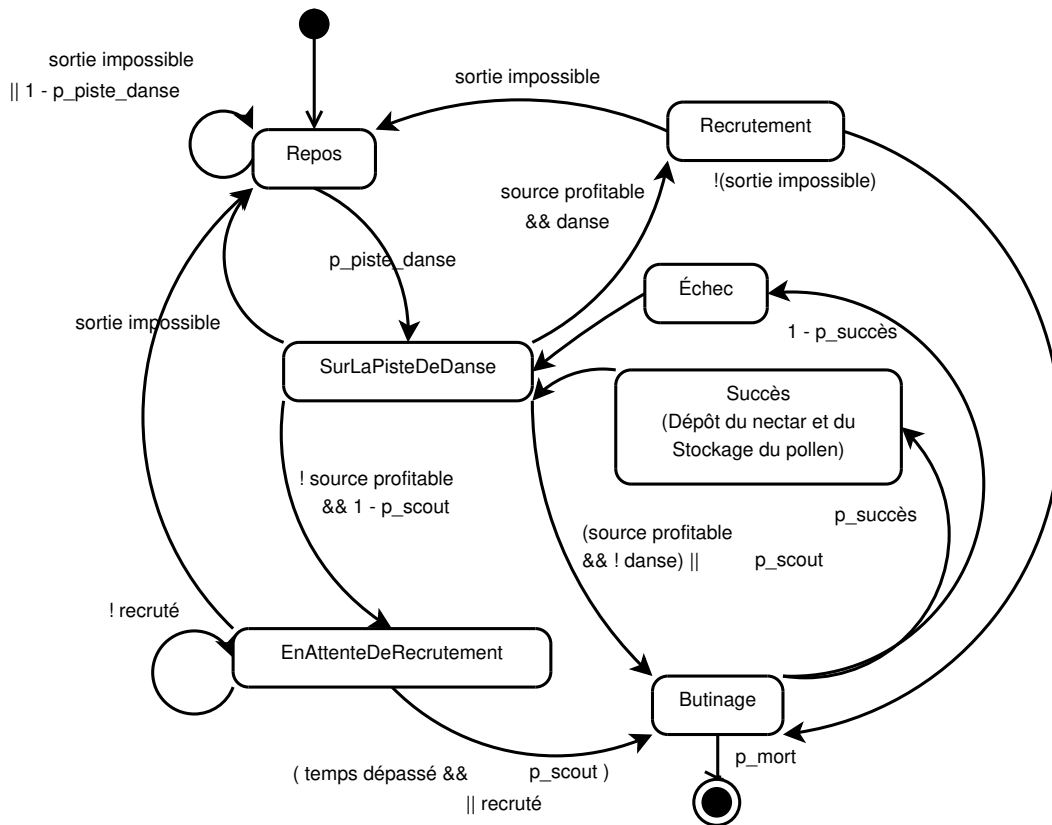 sortie impossible
|| 1 - p_piste_danse
sortie impossible
Recrutement
Repos
!(sortie impossible)
source profitable
&& danse
p_piste_danse
Échec
sortie impossible
1 - p_succès
SurLaPisteDeDanse
Succès
(Dépôt du nectar et du
Stockage du pollen)
! source profitable
&& 1 - p_scout
p_succès
(source profitable
&& ! danse) || p_scout
! recruté
EnAttenteDeRecrutement
Butinage
p_mort
( temps dépassé && p_scout )
|| recruté